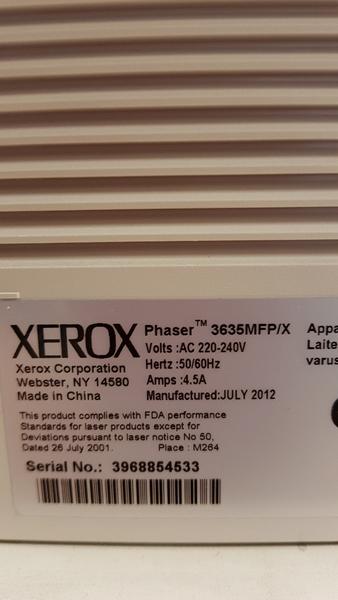 XEROX Phaser™ 3635MFP/X
Volts :AC 220-240V
Hertz :50/60Hz
Amps :4.5A
Manufactured:JULY 2012
Xerox Corporation
Webster, NY 14580
Made in China
This product complies with FDA performance
Standards for laser products except for
Deviations pursuant to laser notice No 50,
Dated 26 July 2001. Place : M264
Serial No.: 3968854533
Appa
Laite
varus